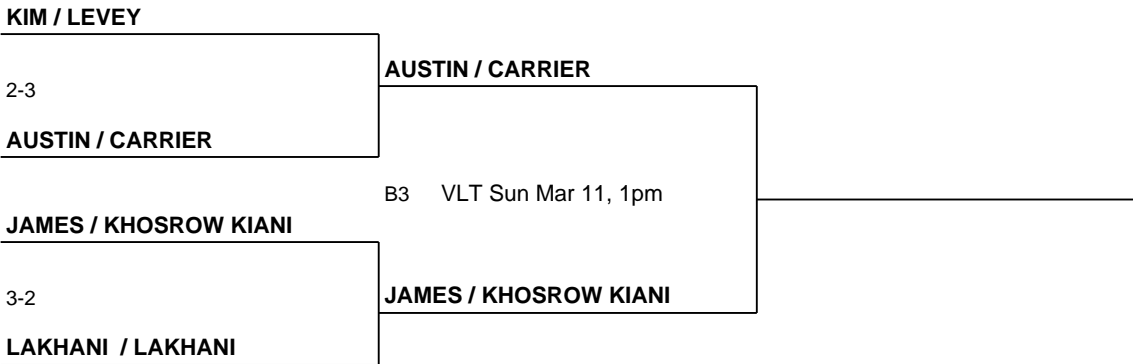 KIM / LEVEY
AUSTIN / CARRIER
2-3
AUSTIN / CARRIER
B3 VLT Sun Mar 11, 1pm
JAMES / KHOSROW KIANI
3-2
JAMES / KHOSROW KIANI
LAKHANI / LAKHANI